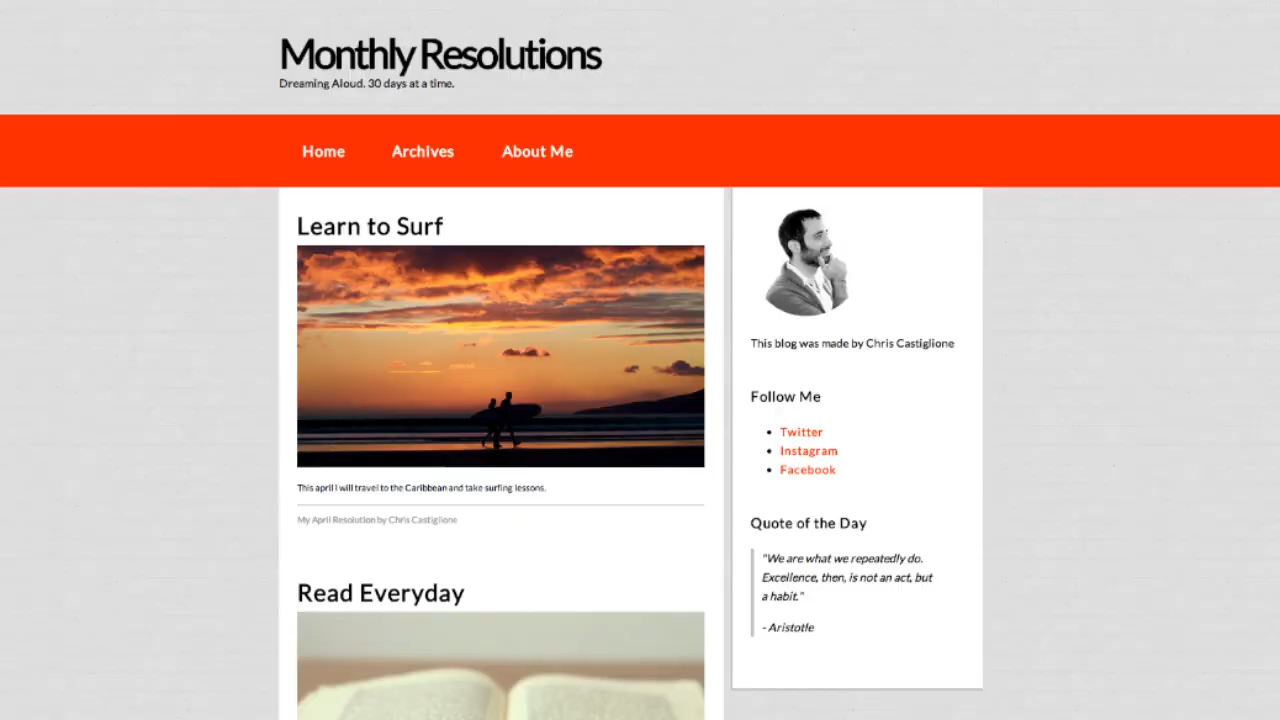 Monthly Resolutions
Dreaming Aloud. 30 days at a time.
Home
Archives
About Me
Learn to Surf
This april I will travel to the Caribbean and take surfing lessons.
My April Resolution by Chris Castiglione
Read Everyday
This blog was made by Chris Castiglione
Follow Me
Twitter
Instagram
Facebook
Quote of the Day
"We are what we repeatedly do.
Excellence, then, is not an act, but
a habit."
- Aristotle